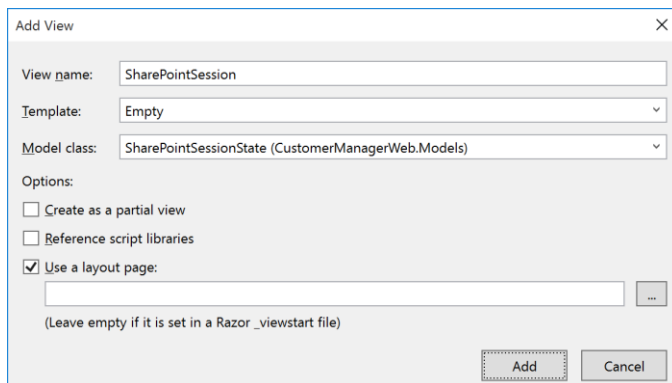 Add View
View name: SharePointSession
Template: Empty
Model class: SharePointSessionState (CustomerManagerWeb.Models)
Options:
Create as a partial view
Reference script libraries
Use a layout page:
...
(Leave empty if it is set in a Razor _viewstart file)
Add Cancel